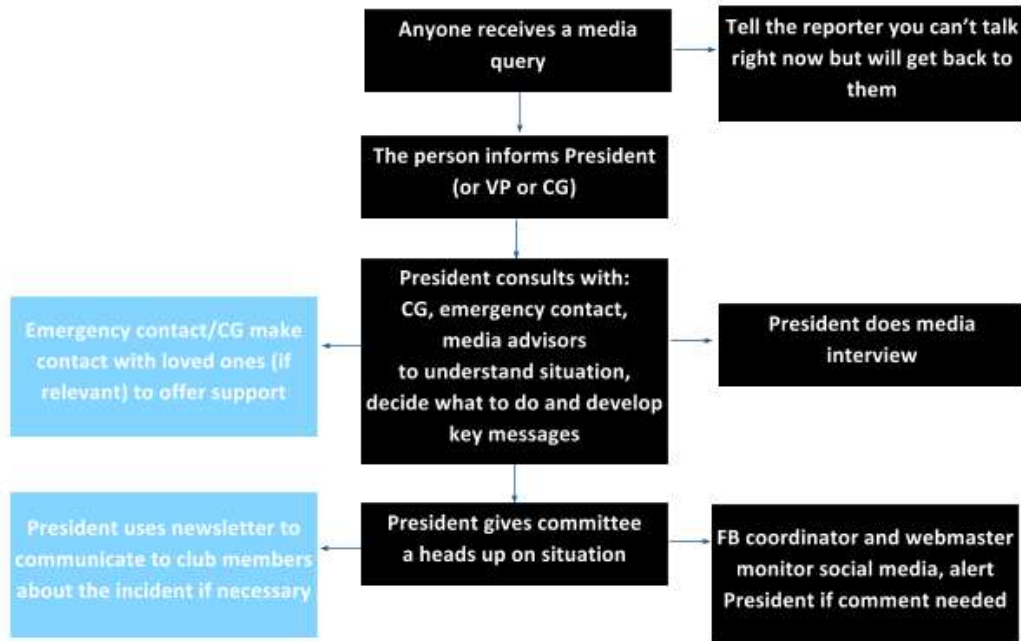 Anyone receives a media
query
Tell the reporter you can't talk
right now but will get back to
them
The person informs President
(or VP or CG)
Emergency contact/CG make
contact with loved ones (if
relevant) to offer support
President consults with:
CG, emergency contact,
media advisors
to understand situation,
decide what to do and develop
key messages
President does media
interview
President uses newsletter to
communicate to club members
about the incident if necessary
President gives committee
a heads up on situation
FB coordinator and webmaster
monitor social media, alert
President if comment needed